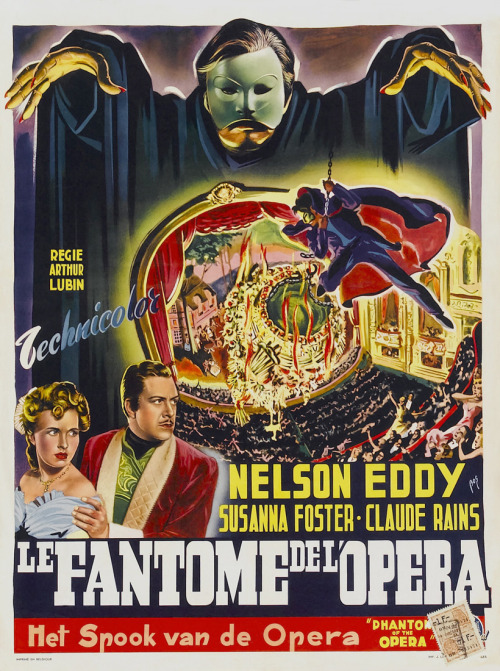 REGIE
ARTHUR
LUBIN
Technicolor
NELSON EDDY
SUSANNA FOSTER · CLAUDE RAINS
LE FANTOME DE L'OPERA
Het Spook van de Opera
"PHANTOM
OF THE
OPERA"